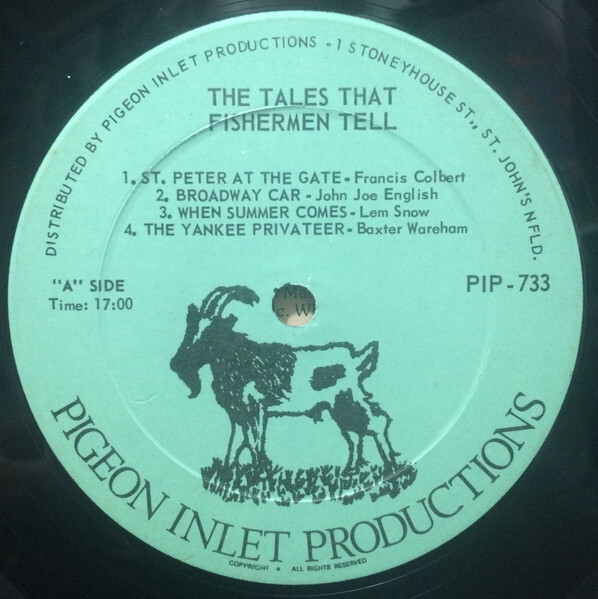 DISTRIBUTED BY PIGEON INLET PRODUCTIONS - 1 STONEYHOUSE ST., ST. JOHN'S NFLD.
THE TALES THAT
FISHERMEN TELL
1. ST. PETER AT THE GATE - Francis Colbert
2. BROADWAY CAR - John Joe English
3. WHEN SUMMER COMES - Lem Snow
4. THE YANKEE PRIVATEER - Baxter Wareham
"A" SIDE
Time: 17:00
PIP - 733
PIGEON INLET PRODUCTIONS
COPYRIGHT • ALL RIGHTS RESERVED